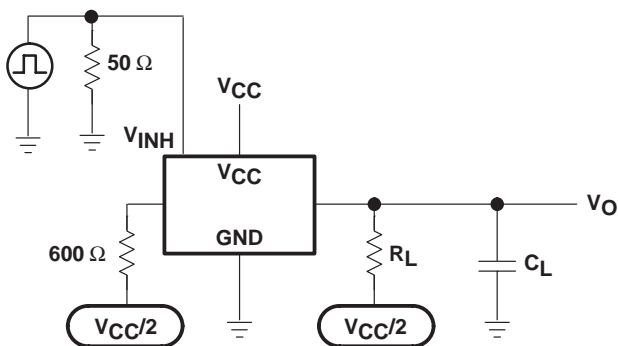 50 Ω
VCC
VINH
VCC
VO
GND
600 Ω
RL
CL
VCC/2
VCC/2